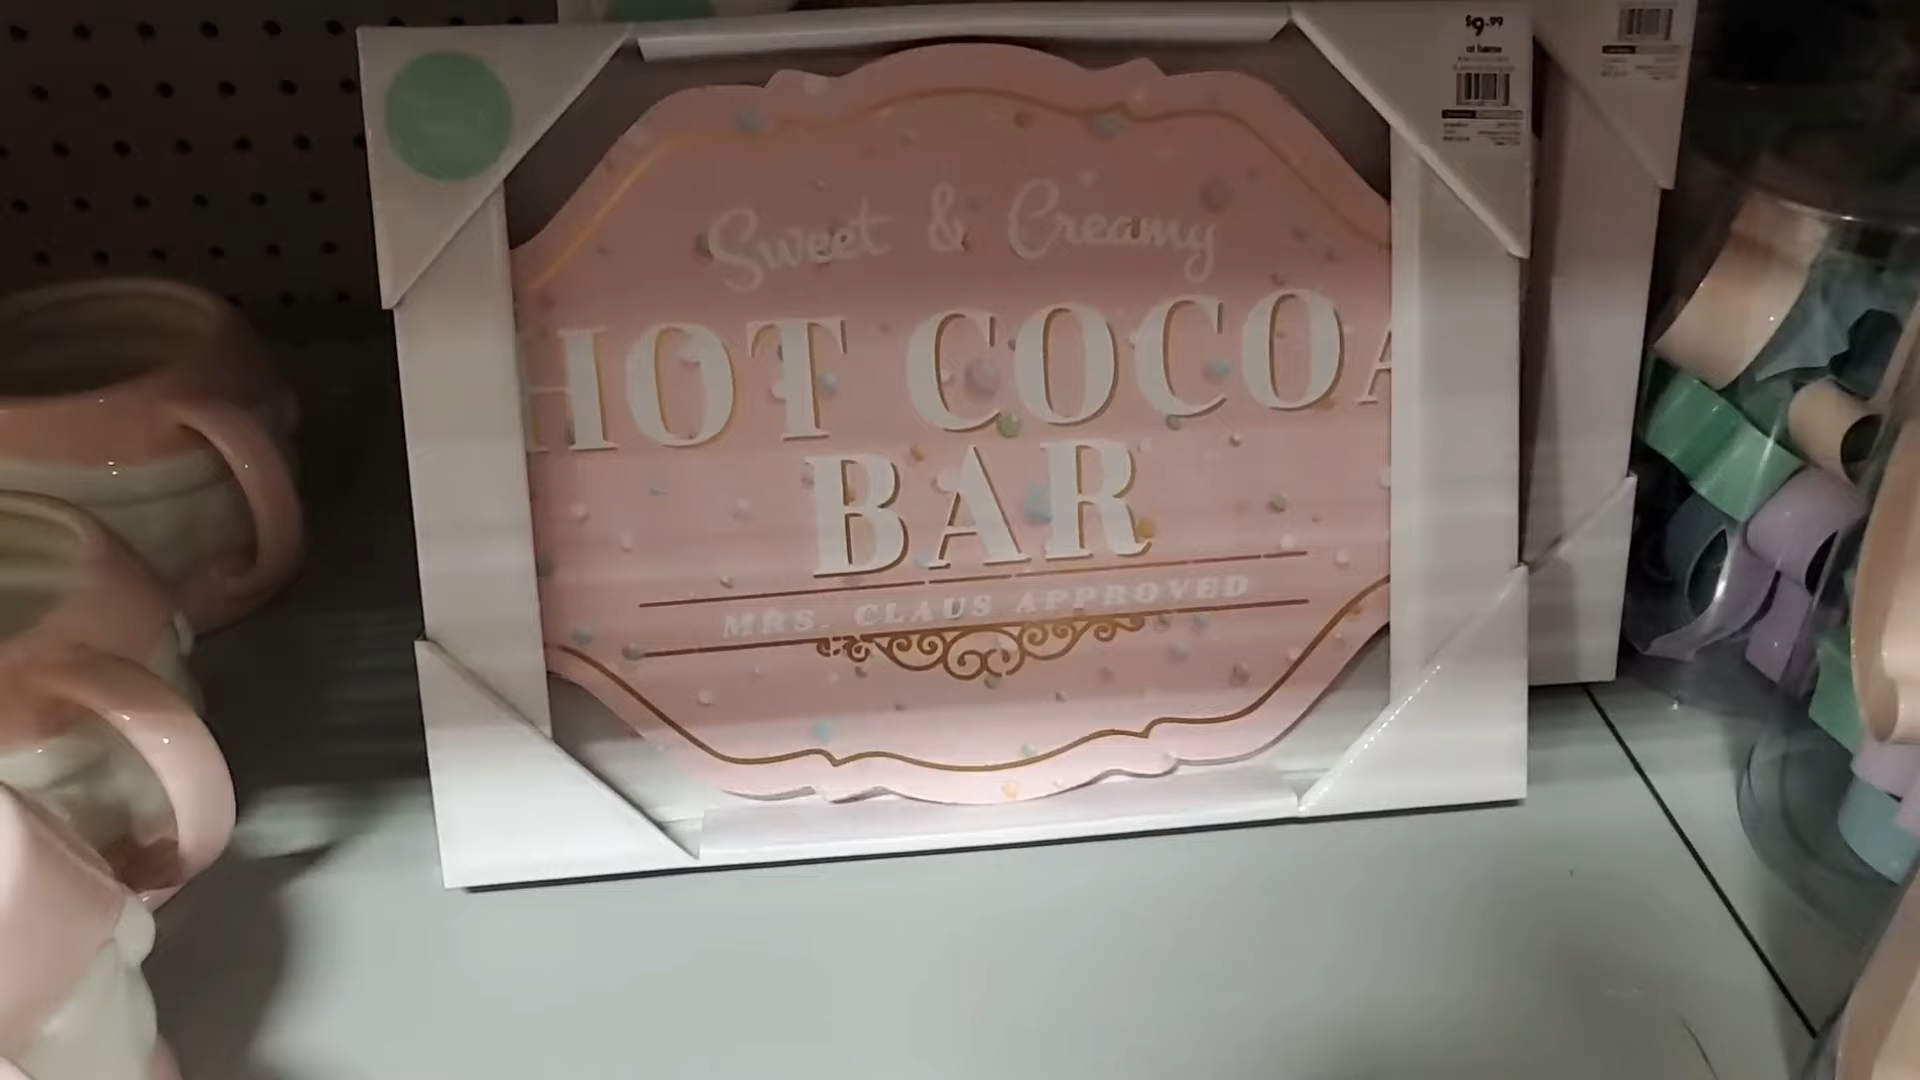 $9.99
at home
Sweet & Creamy
HOT COCOA
BAR
MRS. CLAUS APPROVED